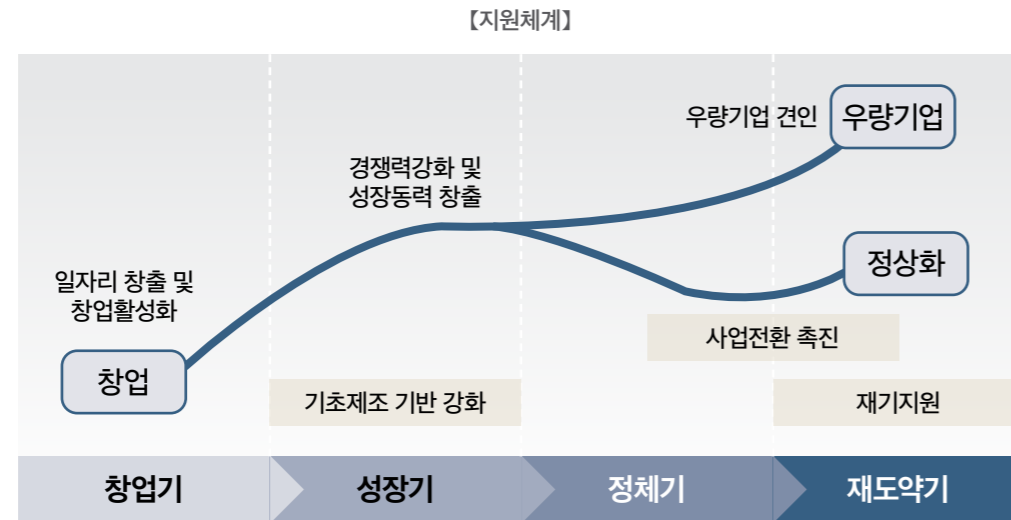 【지원체계】
우량기업 견인
우량기업
경쟁력강화 및
성장동력 창출
정상화
일자리 창출 및
창업활성화
사업전환 촉진
창업
기초제조 기반 강화
재기지원
창업기
성장기
정체기
재도약기